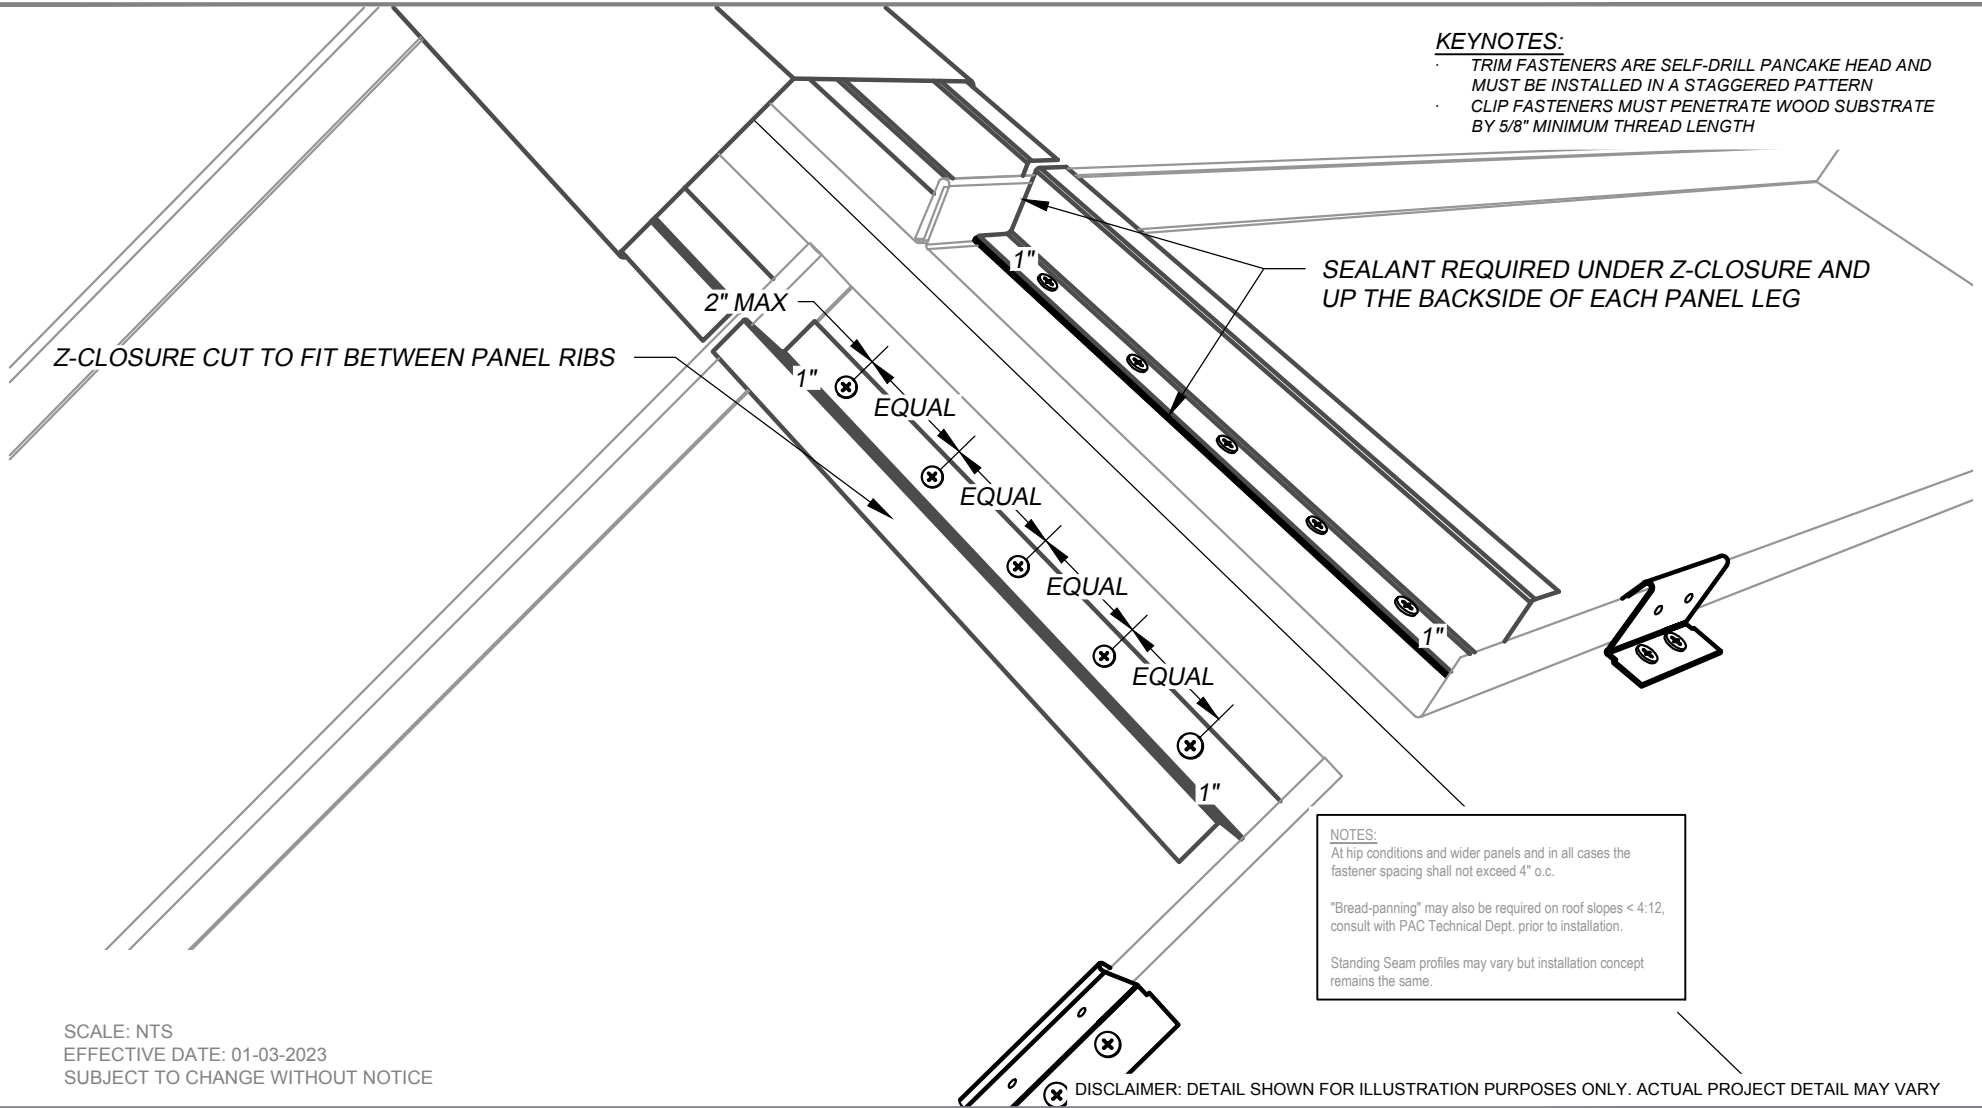 KEYNOTES:
· TRIM FASTENERS ARE SELF-DRILL PANCAKE HEAD AND
MUST BE INSTALLED IN A STAGGERED PATTERN
· CLIP FASTENERS MUST PENETRATE WOOD SUBSTRATE
BY 5/8" MINIMUM THREAD LENGTH
1"
SEALANT REQUIRED UNDER Z-CLOSURE AND
UP THE BACKSIDE OF EACH PANEL LEG
2" MAX
Z-CLOSURE CUT TO FIT BETWEEN PANEL RIBS
1"
EQUAL
EQUAL
EQUAL
1"
EQUAL
1"
NOTES:
At hip conditions and wider panels and in all cases the
fastener spacing shall not exceed 4" o.c.
"Bread-panning" may also be required on roof slopes < 4:12,
consult with PAC Technical Dept. prior to installation.
Standing Seam profiles may vary but installation concept
remains the same.
SCALE: NTS
EFFECTIVE DATE: 01-03-2023
SUBJECT TO CHANGE WITHOUT NOTICE
DISCLAIMER: DETAIL SHOWN FOR ILLUSTRATION PURPOSES ONLY. ACTUAL PROJECT DETAIL MAY VARY